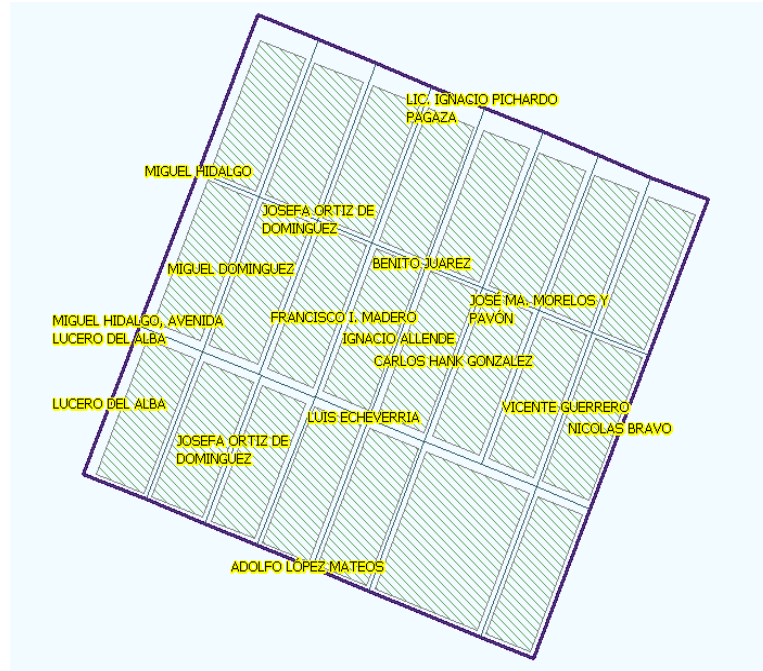 LIC. IGNACIO PICHARDO
PAGAZA
MIGUEL HIDALGO
JOSEFA ORTIZ DE
DOMINGUEZ
BENITO JUAREZ
MIGUEL DOMINGUEZ
JOSÉ MA. MORELOS Y
PAVÓN
FRANCISCO I. MADERO
MIGUEL HIDALGO, AVENIDA
LUCERO DEL ALBA
IGNACIO ALLENDE
CARLOS HANK GONZALEZ
LUCERO DEL ALBA
VICENTE GUERRERO
LUIS ECHEVERRIA
NICOLAS BRAVO
JOSEFA ORTIZ DE
DOMINGUEZ
ADOLFO LÓPEZ MATEOS